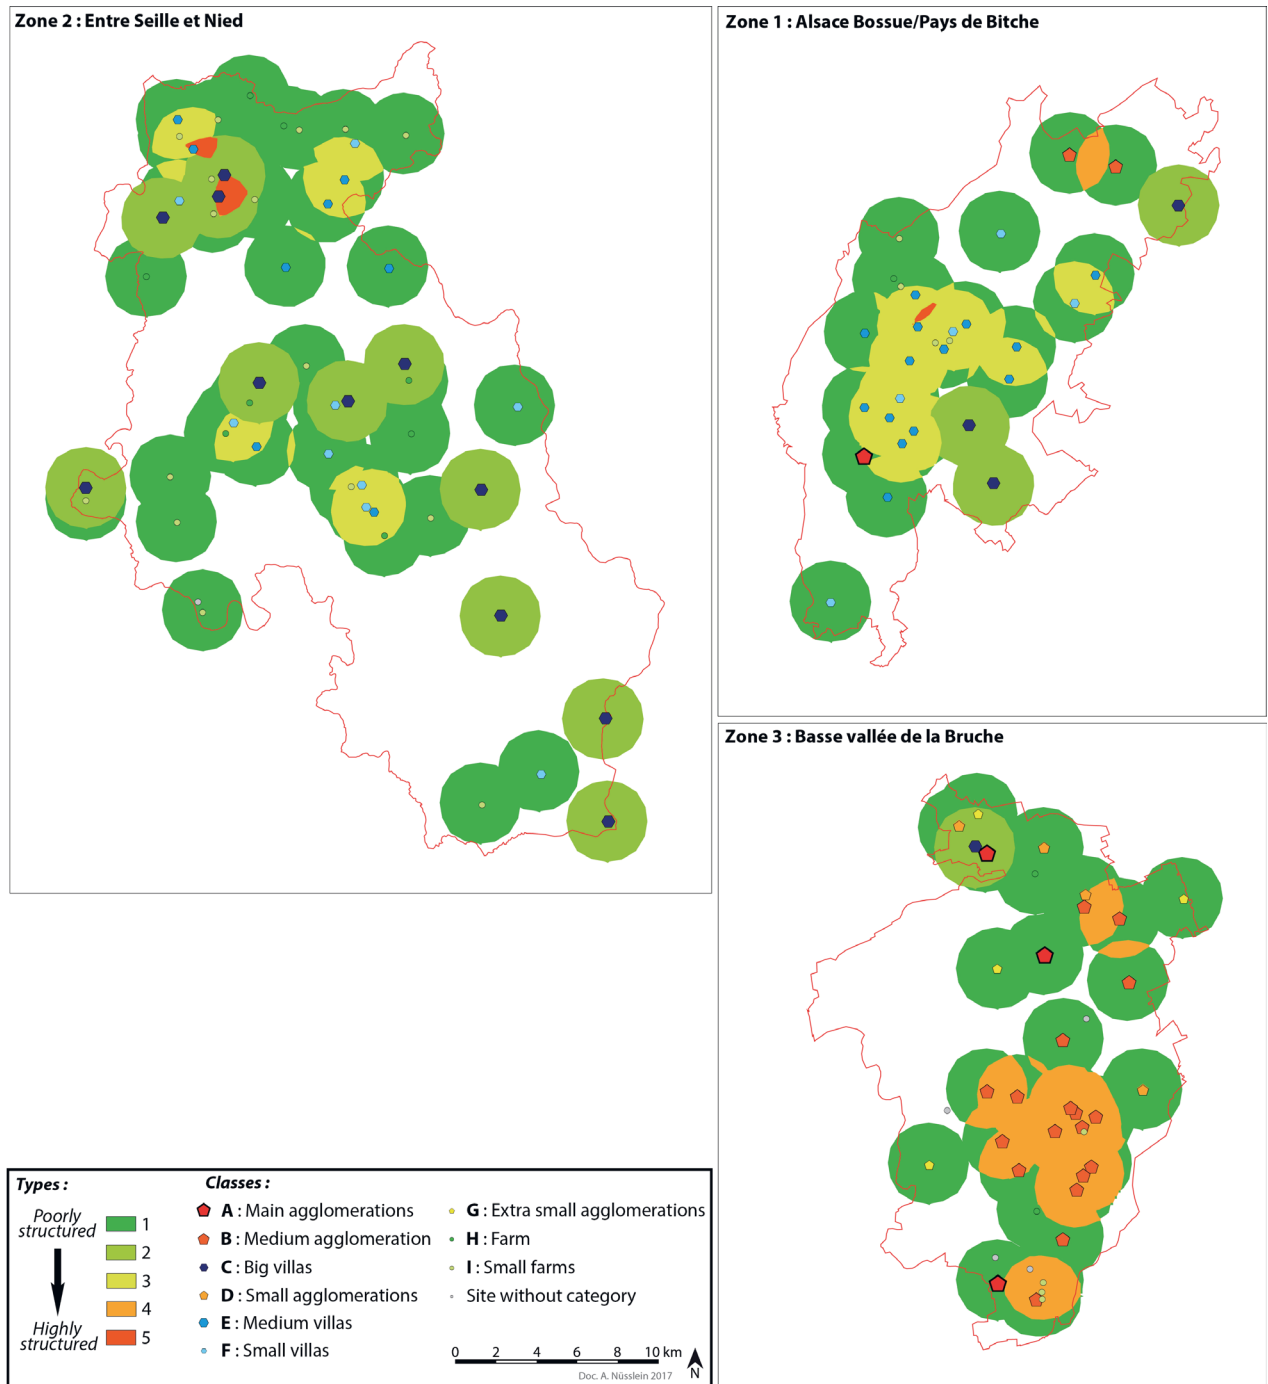 Zone 2 : Entre Seille et Nied
Zone 1 : Alsace Bossue/Pays de Bitche
Zone 3 : Basse vallée de la Bruche
Types :
Poorly
structured
Highly
structured
1
2
3
4
5
Classes :
A : Main agglomerations
B : Medium agglomeration
C : Big villas
D : Small agglomerations
E : Medium villas
F : Small villas
G : Extra small agglomerations
H : Farm
I : Small farms
Site without category
0 2 4 6 8 10 km
N
Doc. A. Nüsslein 2017